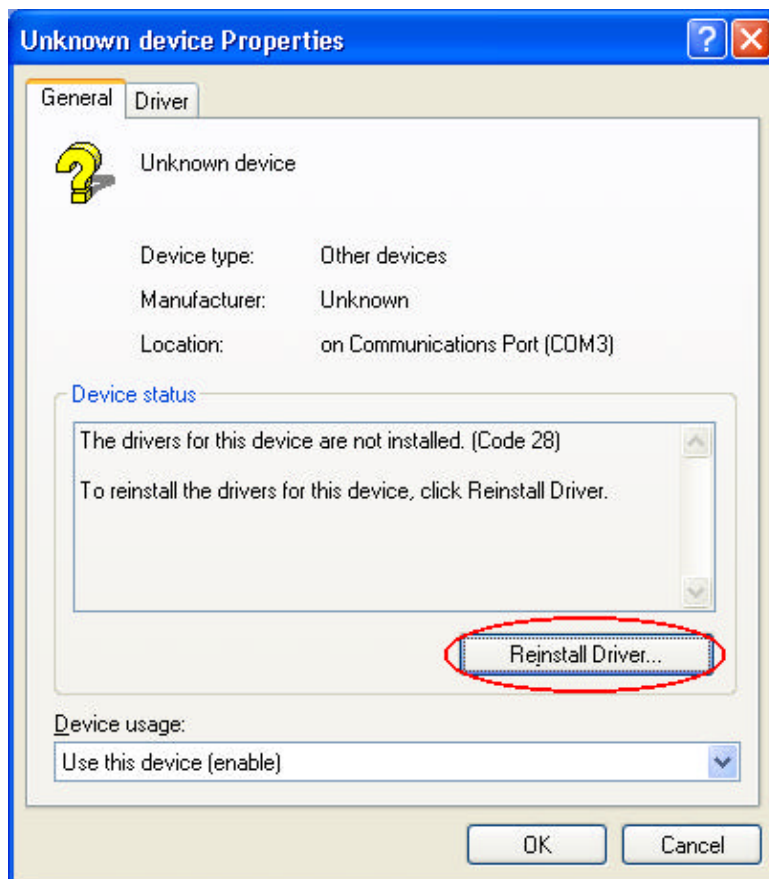 Unknown device Properties
General
Driver
Unknown device
Device type: Other devices
Manufacturer: Unknown
Location: on Communications Port (COM3)
Device status
The drivers for this device are not installed. (Code 28)
To reinstall the drivers for this device, click Reinstall Driver.
Reinstall Driver...
Device usage:
Use this device (enable)
OK
Cancel